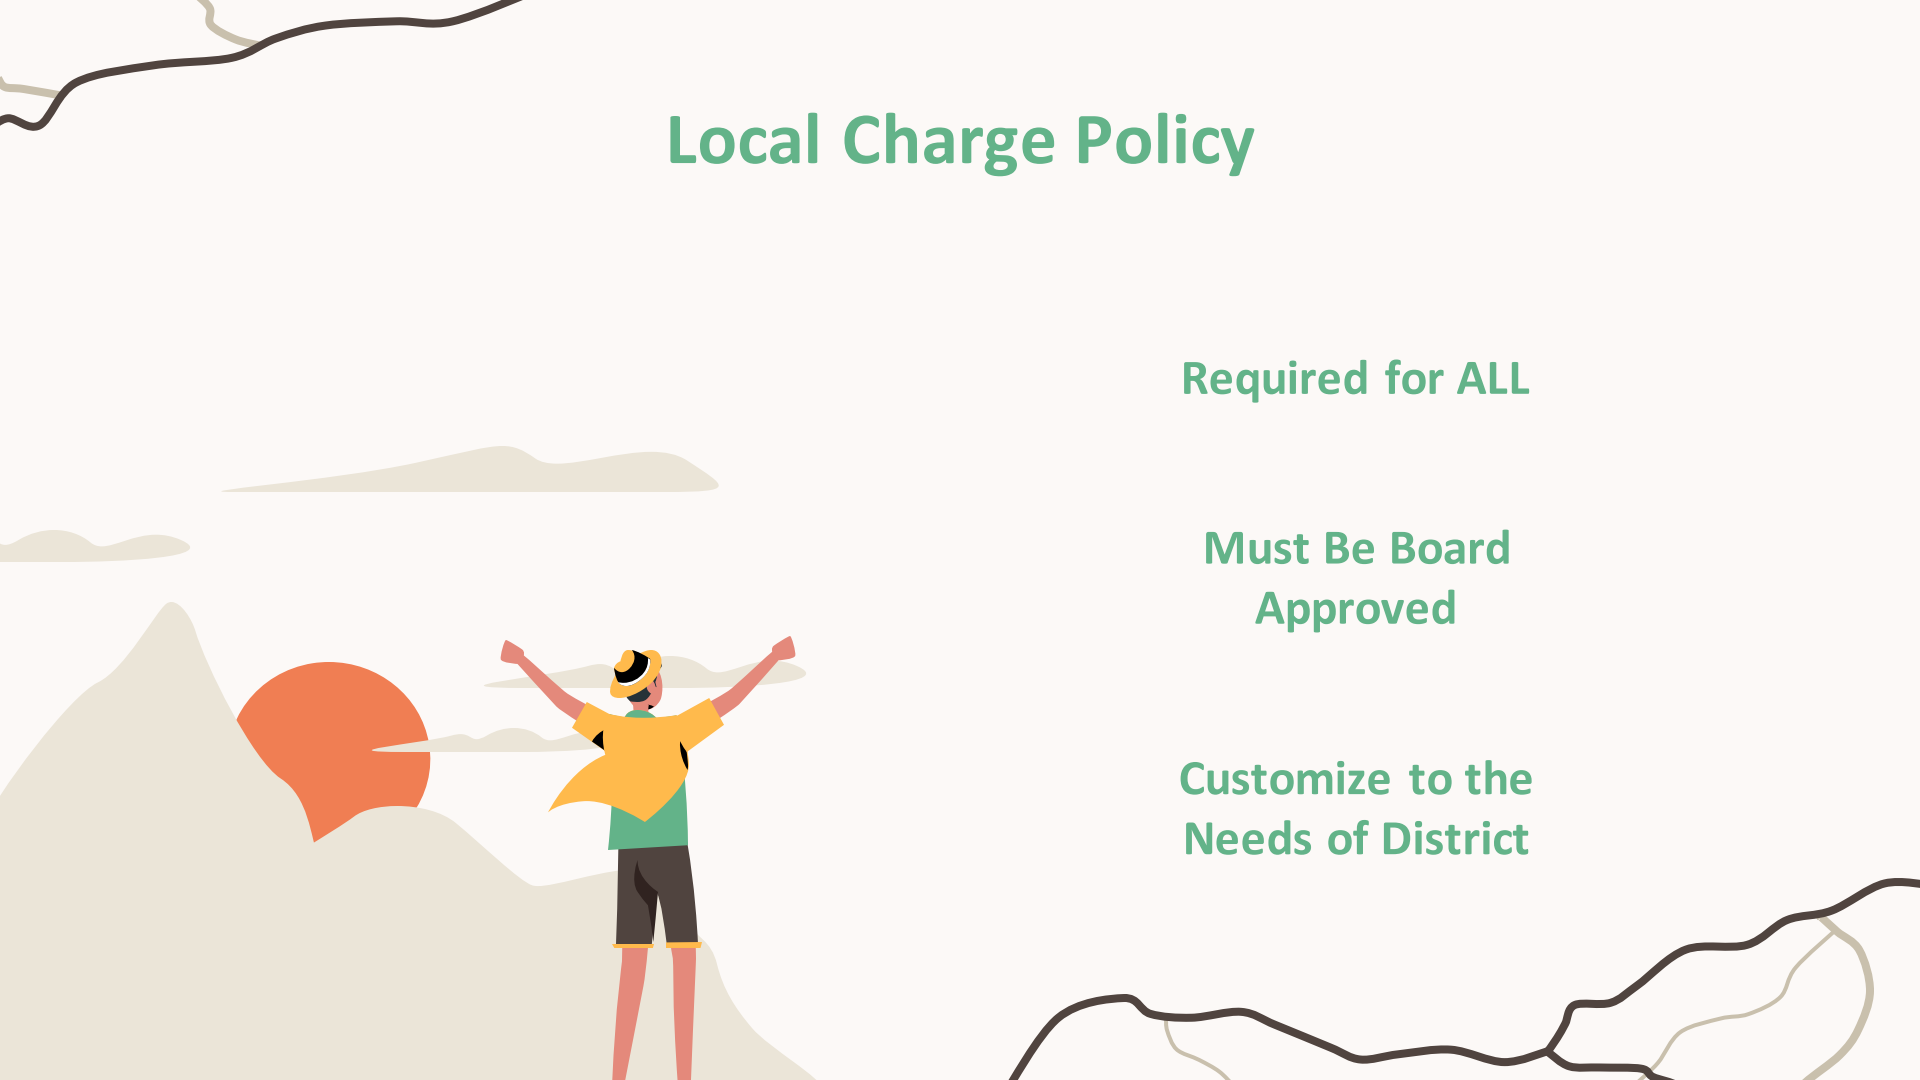 Local Charge Policy
Required for ALL
Must Be Board
Approved
Customize to the
Needs of District